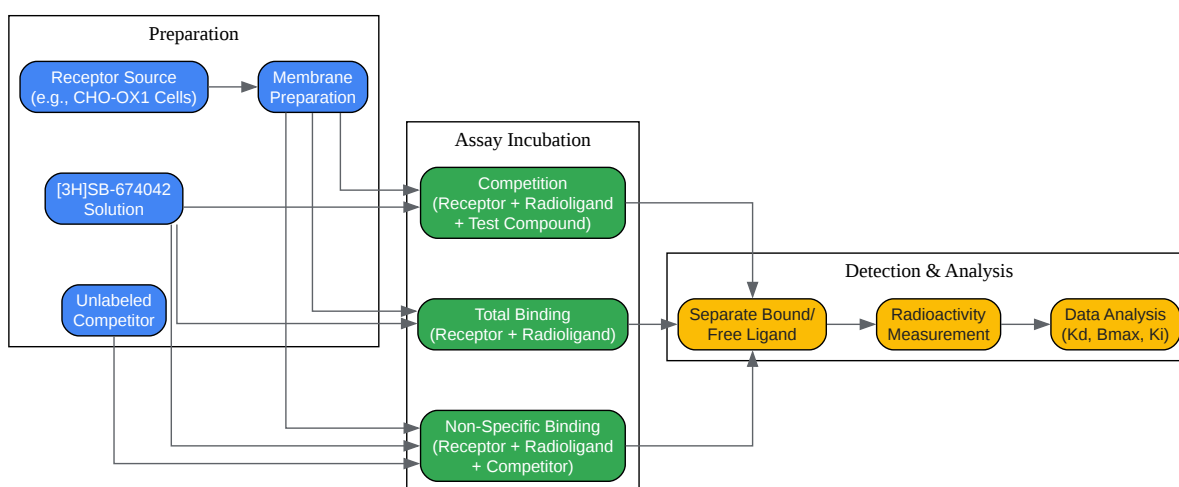 Preparation
Receptor Source
(e.g., CHO-OX1 Cells)
Membrane
Preparation
[3H]SB-674042
Solution
Unlabeled
Competitor
Assay Incubation
Competition
(Receptor + Radioligand
+ Test Compound)
Total Binding
(Receptor + Radioligand)
Non-Specific Binding
(Receptor + Radioligand
+ Competitor)
Detection & Analysis
Separate Bound/
Free Ligand
Radioactivity
Measurement
Data Analysis
(Kd, Bmax, Ki)